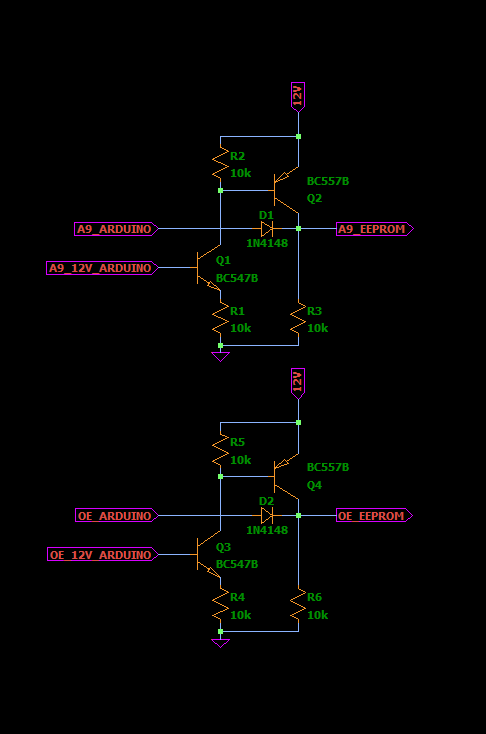 12V
R2
10k
BC557B
Q2
D1
A9_ARDUINO
A9_EEPROM
1N4148
Q1
A9_12V_ARDUINO
BC547B
R1
10k
R3
10k
12V
R5
10k
BC557B
Q4
D2
OE_ARDUINO
OE_EEPROM
1N4148
Q3
OE_12V_ARDUINO
BC547B
R4
10k
R6
10k